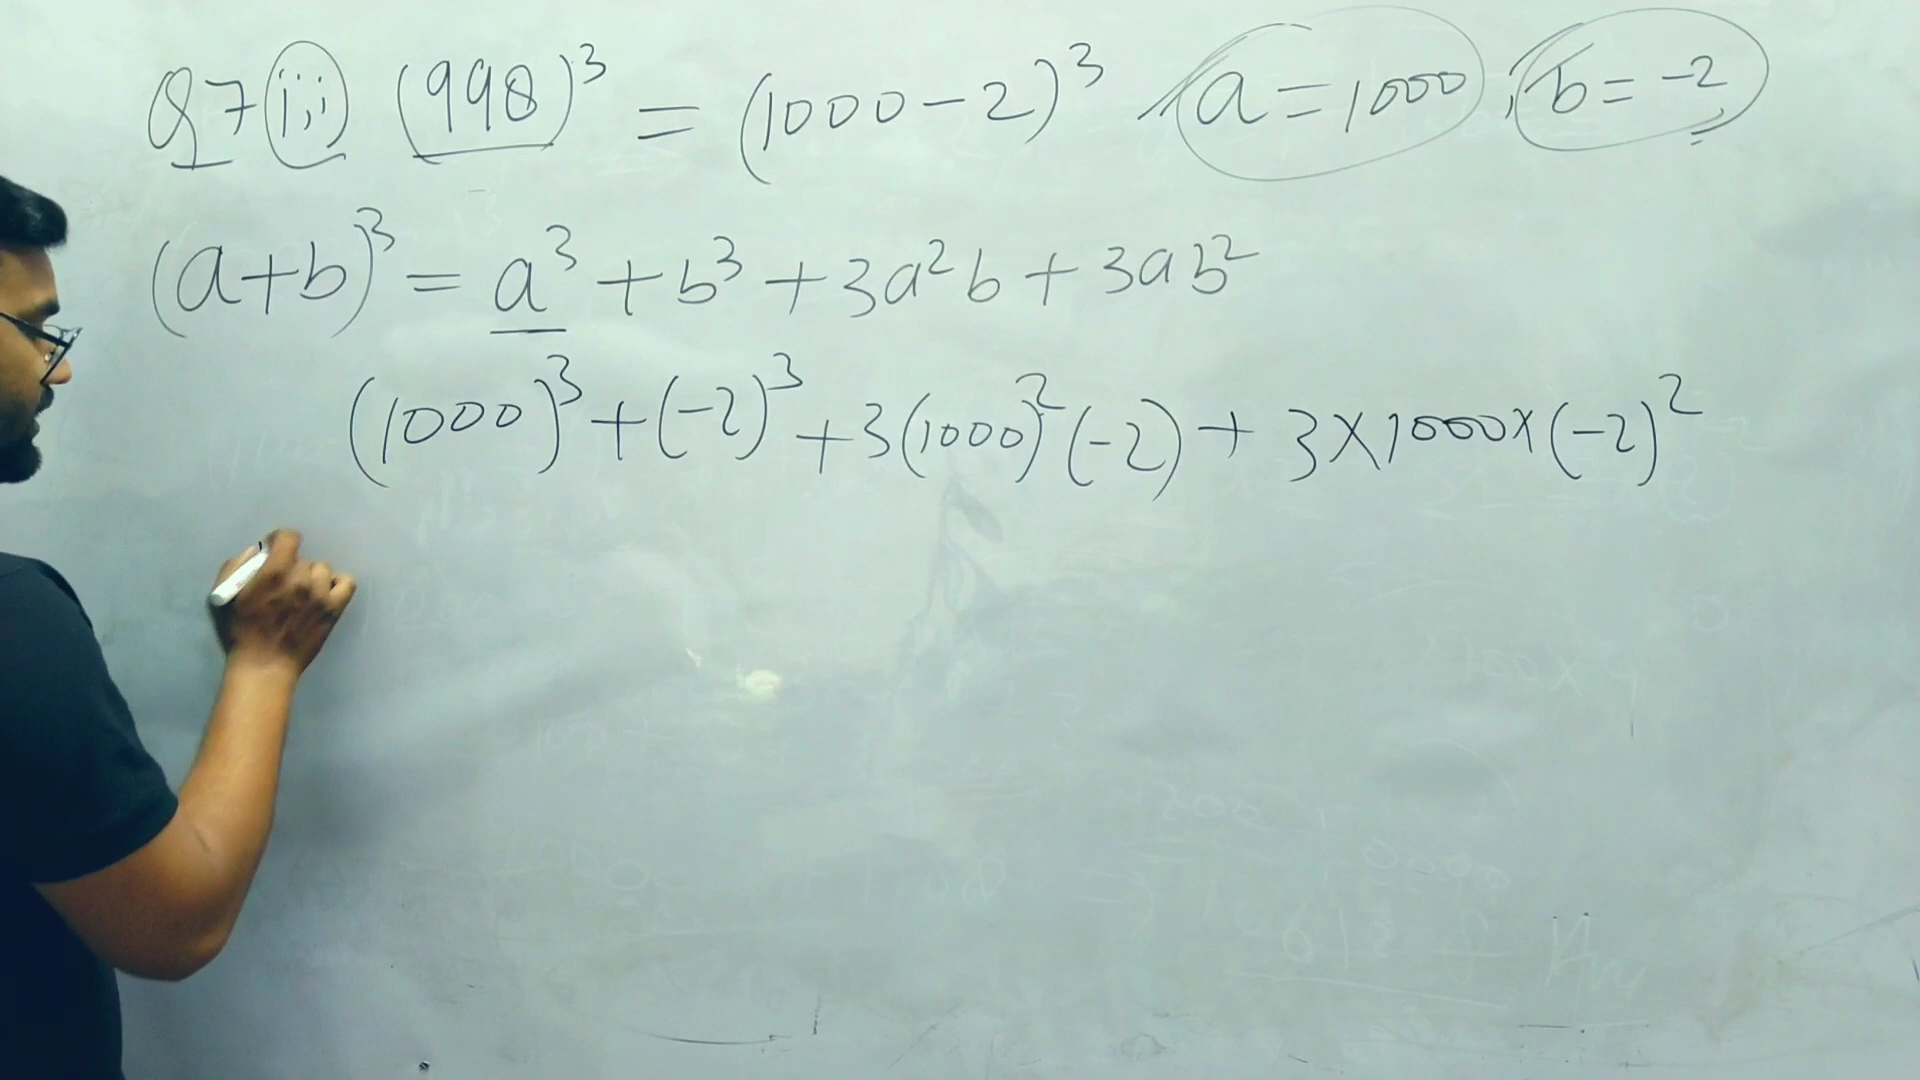 Q7 iii (998)³ = (1000-2)³ a=1000, b=-2
(a+b)³ = a³ + b³ + 3a²b + 3ab²
(1000)³ + (-2)³ + 3(1000)²(-2) + 3×1000×(-2)²